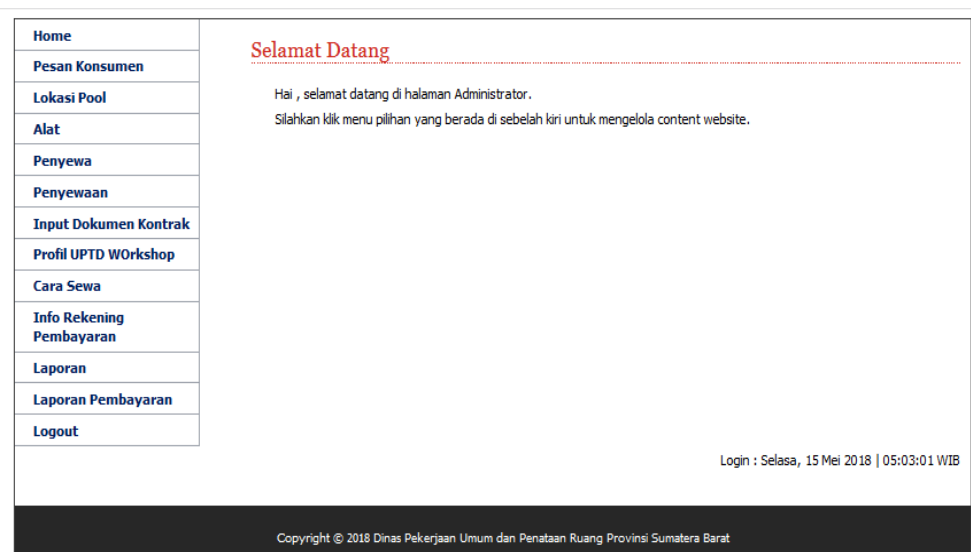 Home
Pesan Konsumen
Lokasi Pool
Alat
Penyewa
Penyewaan
Input Dokumen Kontrak
Profil UPTD WOrkshop
Cara Sewa
Info Rekening
Pembayaran
Laporan
Laporan Pembayaran
Logout
Selamat Datang
Hai , selamat datang di halaman Administrator.
Silahkan klik menu pilihan yang berada di sebelah kiri untuk mengelola content website.
Login : Selasa, 15 Mei 2018 | 05:03:01 WIB
Copyright © 2018 Dinas Pekerjaan Umum dan Penataan Ruang Provinsi Sumatera Barat